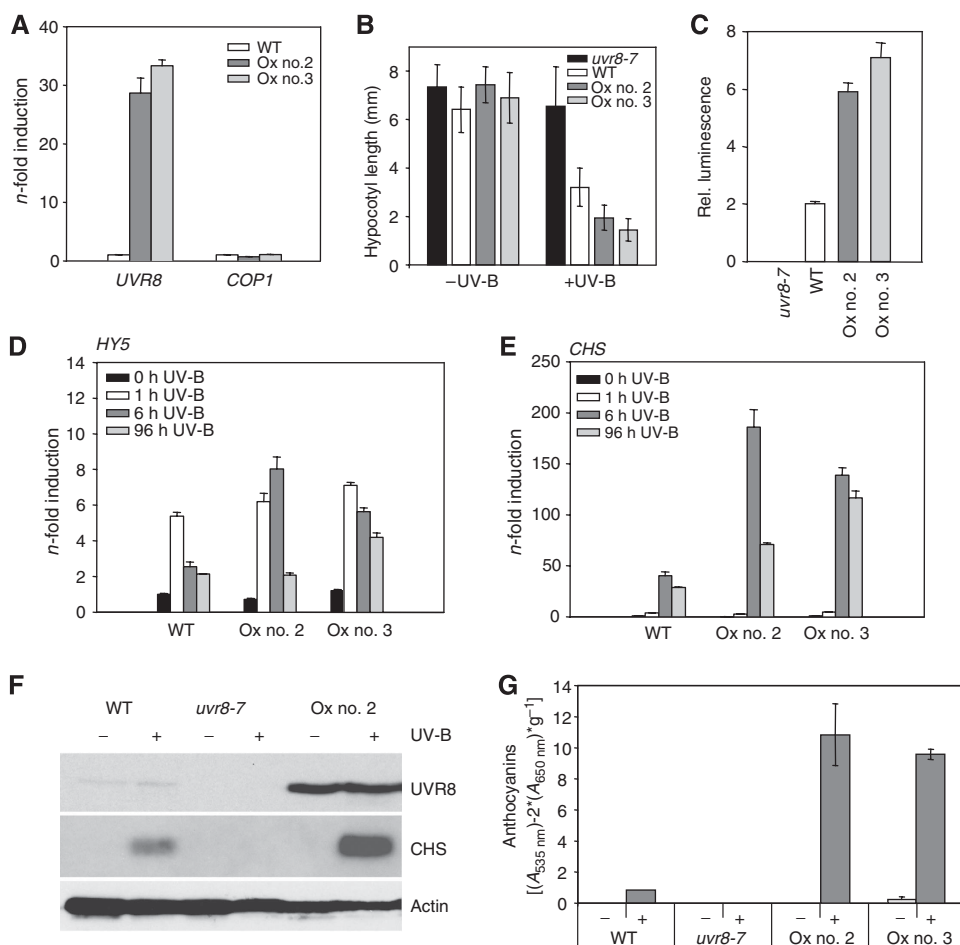 A
n-fold induction
40
30
20
10
0
WT
Ox no.2
Ox no.3
UVR8 COP1
B
Hypocotyl length (mm)
8
6
4
2
0
uvr8-7
WT
Ox no. 2
Ox no. 3
−UV-B +UV-B
C
Rel. luminescence
8
6
4
2
0
uvr8-7
WT
Ox no. 2
Ox no. 3
D
HY5
n-fold induction
14
12
10
8
6
4
2
0
0 h UV-B
1 h UV-B
6 h UV-B
96 h UV-B
WT Ox no. 2 Ox no. 3
E
CHS
n-fold induction
250
200
150
100
50
0
0 h UV-B
1 h UV-B
6 h UV-B
96 h UV-B
WT Ox no. 2 Ox no. 3
F
WT uvr8-7 Ox no. 2
− + − + − + UV-B
UVR8
CHS
Actin
G
Anthocyanins
[(A535 nm)-2*(A650 nm)*g−1]
14
12
10
8
6
4
2
0
− + − + − + − +
WT uvr8-7 Ox no. 2 Ox no. 3